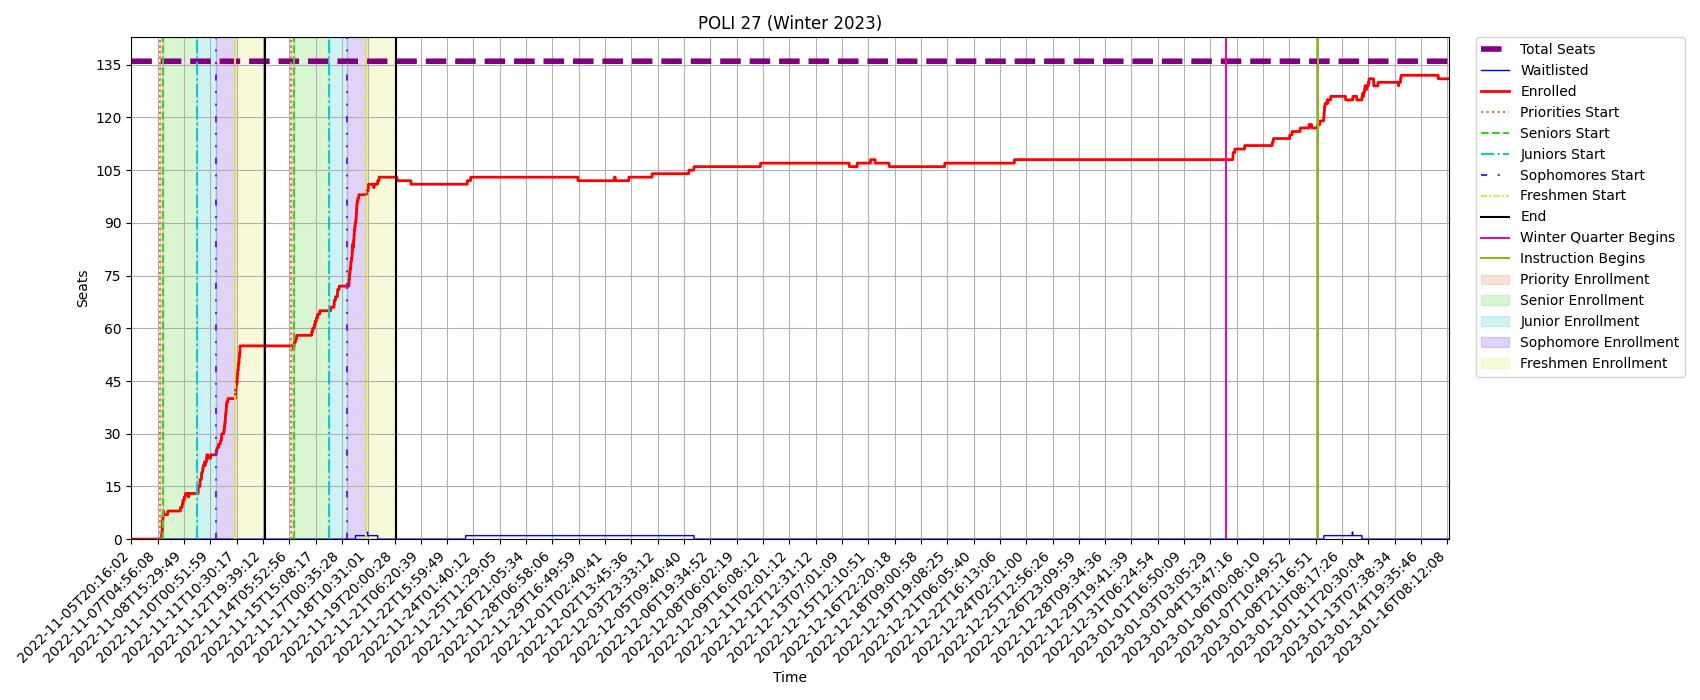 POLI 27 (Winter 2023)
Seats
135
120
105
90
75
60
45
30
15
0
2022-11-05T20:16:02
2022-11-07T04:56:08
2022-11-08T15:29:49
2022-11-10T00:51:59
2022-11-11T10:30:17
2022-11-12T19:39:12
2022-11-14T05:52:56
2022-11-15T15:08:17
2022-11-17T00:35:28
2022-11-18T10:31:01
2022-11-19T20:00:28
2022-11-21T06:20:39
2022-11-22T15:59:49
2022-11-24T01:40:12
2022-11-25T11:29:05
2022-11-26T21:05:34
2022-11-28T06:58:06
2022-11-29T16:49:59
2022-12-01T02:40:41
2022-12-02T13:45:36
2022-12-03T23:33:12
2022-12-05T09:40:40
2022-12-06T19:34:52
2022-12-08T06:02:19
2022-12-09T16:08:12
2022-12-11T02:01:12
2022-12-12T12:31:12
2022-12-13T07:01:09
2022-12-15T12:10:51
2022-12-16T22:20:18
2022-12-18T09:00:58
2022-12-19T19:08:25
2022-12-21T06:05:40
2022-12-22T16:13:06
2022-12-24T02:21:00
2022-12-25T12:56:26
2022-12-26T23:09:59
2022-12-28T09:34:36
2022-12-29T19:41:39
2022-12-31T06:24:54
2023-01-01T16:50:09
2023-01-03T03:05:29
2023-01-04T13:47:16
2023-01-06T00:08:10
2023-01-07T10:49:52
2023-01-08T21:16:51
2023-01-10T08:17:26
2023-01-11T20:30:04
2023-01-13T07:38:34
2023-01-14T19:35:46
2023-01-16T08:12:08
Time
Total Seats
Waitlisted
Enrolled
Priorities Start
Seniors Start
Juniors Start
Sophomores Start
Freshmen Start
End
Winter Quarter Begins
Instruction Begins
Priority Enrollment
Senior Enrollment
Junior Enrollment
Sophomore Enrollment
Freshmen Enrollment